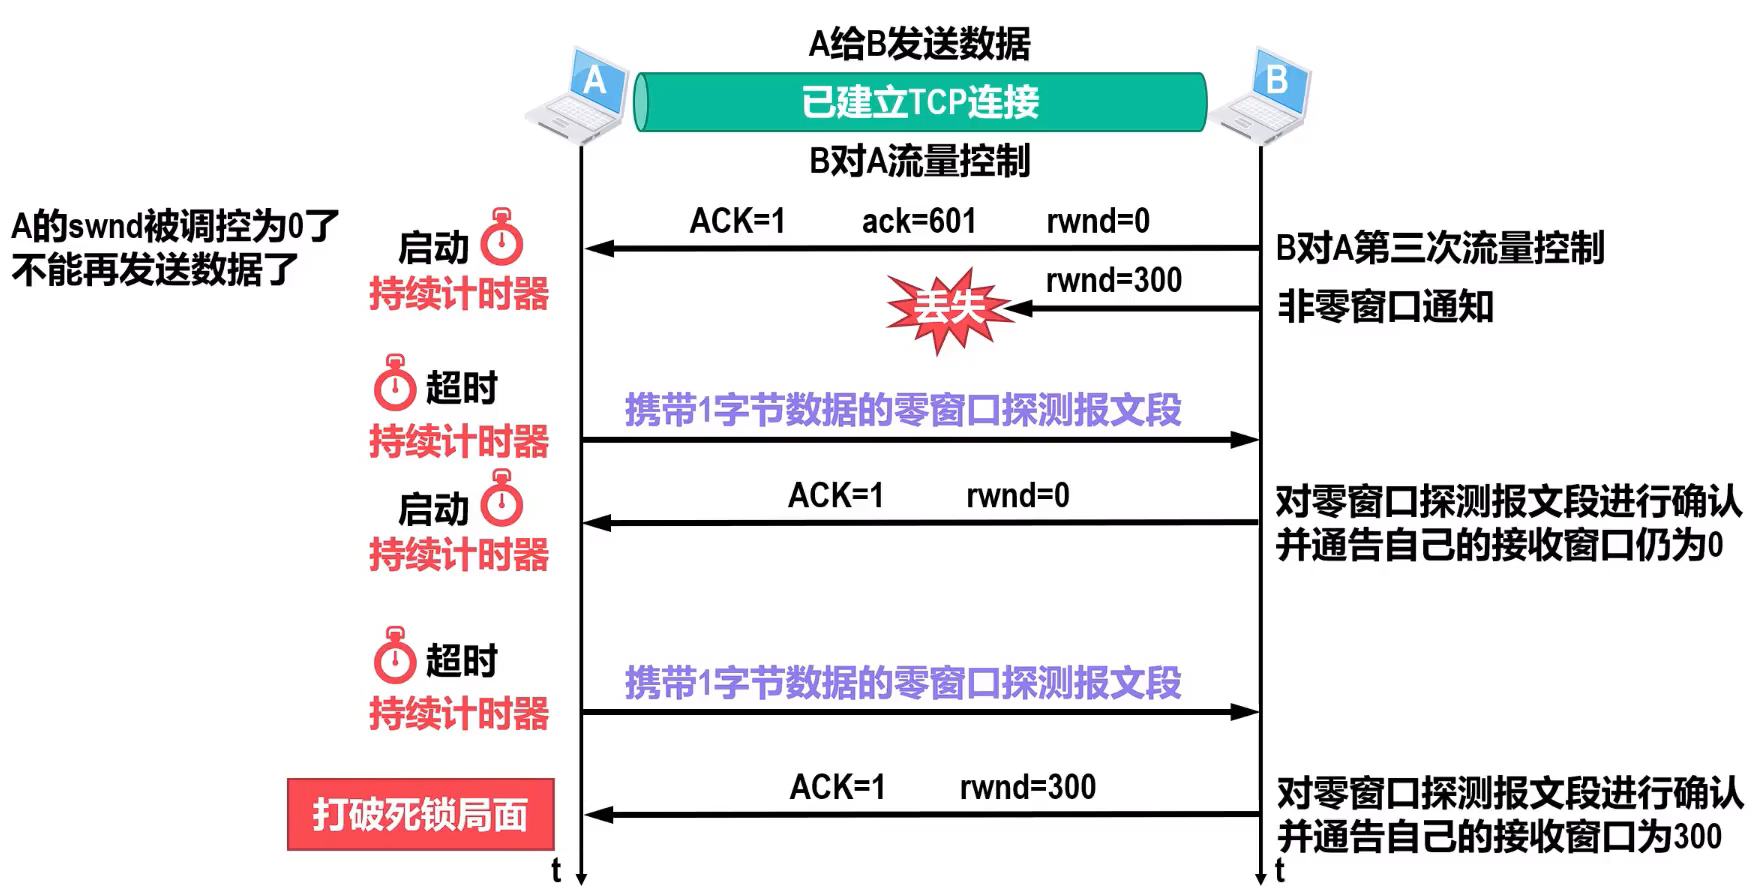 A给B发送数据
A
B
已建立TCP连接
B对A流量控制
A的swnd被调控为0了
不能再发送数据了
启动
持续计时器
ACK=1 ack=601 rwnd=0
B对A第三次流量控制
rwnd=300
丢失
非零窗口通知
超时
持续计时器
携带1字节数据的零窗口探测报文段
启动
持续计时器
ACK=1 rwnd=0
对零窗口探测报文段进行确认
并通告自己的接收窗口仍为0
超时
持续计时器
携带1字节数据的零窗口探测报文段
打破死锁局面
ACK=1 rwnd=300
对零窗口探测报文段进行确认
并通告自己的接收窗口为300
t
t